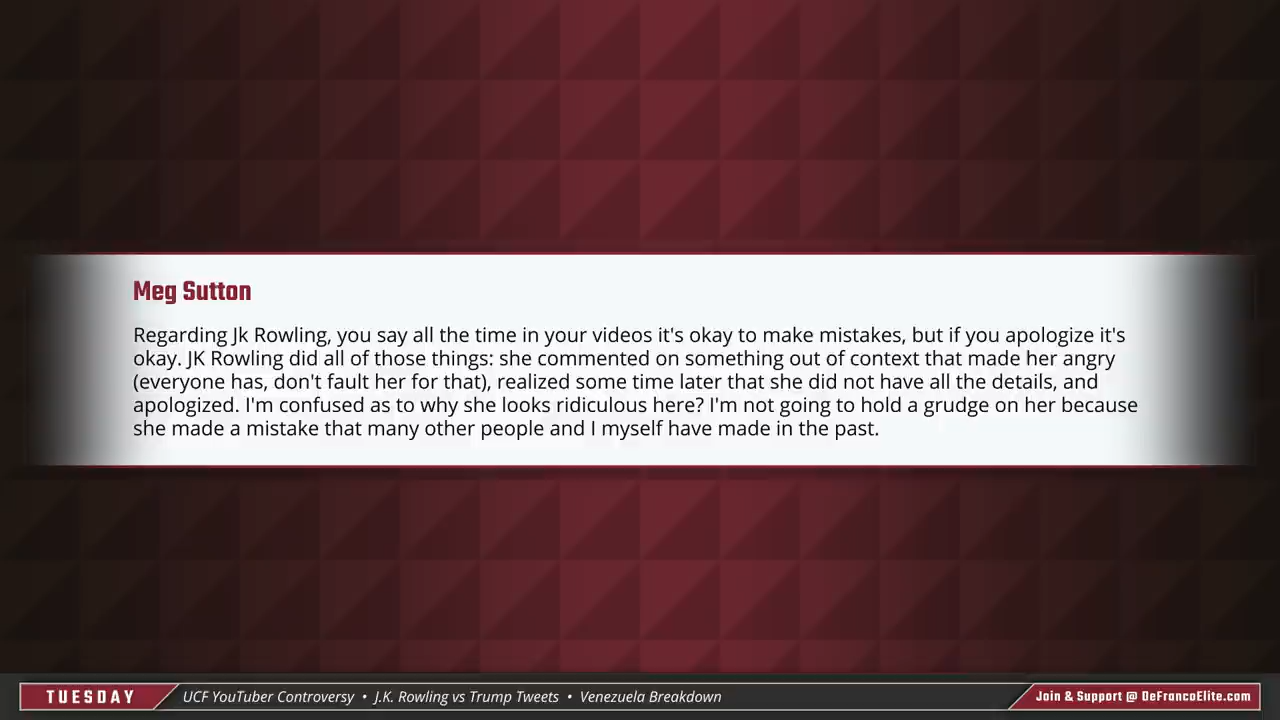 Meg Sutton
Regarding Jk Rowling, you say all the time in your videos it's okay to make mistakes, but if you apologize it's
okay. JK Rowling did all of those things: she commented on something out of context that made her angry
(everyone has, don't fault her for that), realized some time later that she did not have all the details, and
apologized. I'm confused as to why she looks ridiculous here? I'm not going to hold a grudge on her because
she made a mistake that many other people and I myself have made in the past.
TUESDAY UCF YouTuber Controversy • J.K. Rowling vs Trump Tweets • Venezuela Breakdown Join & Support @ DeFrancoElite.com